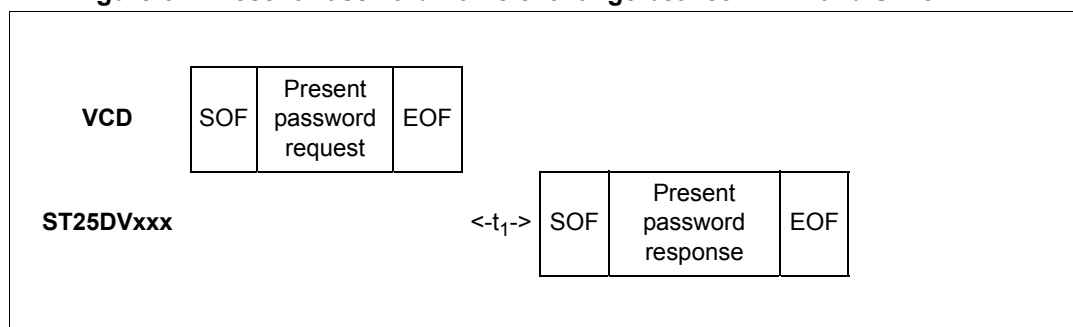 VCD
SOF
Present
password
request
EOF
ST25DVxxx
<-t1->
SOF
Present
password
response
EOF